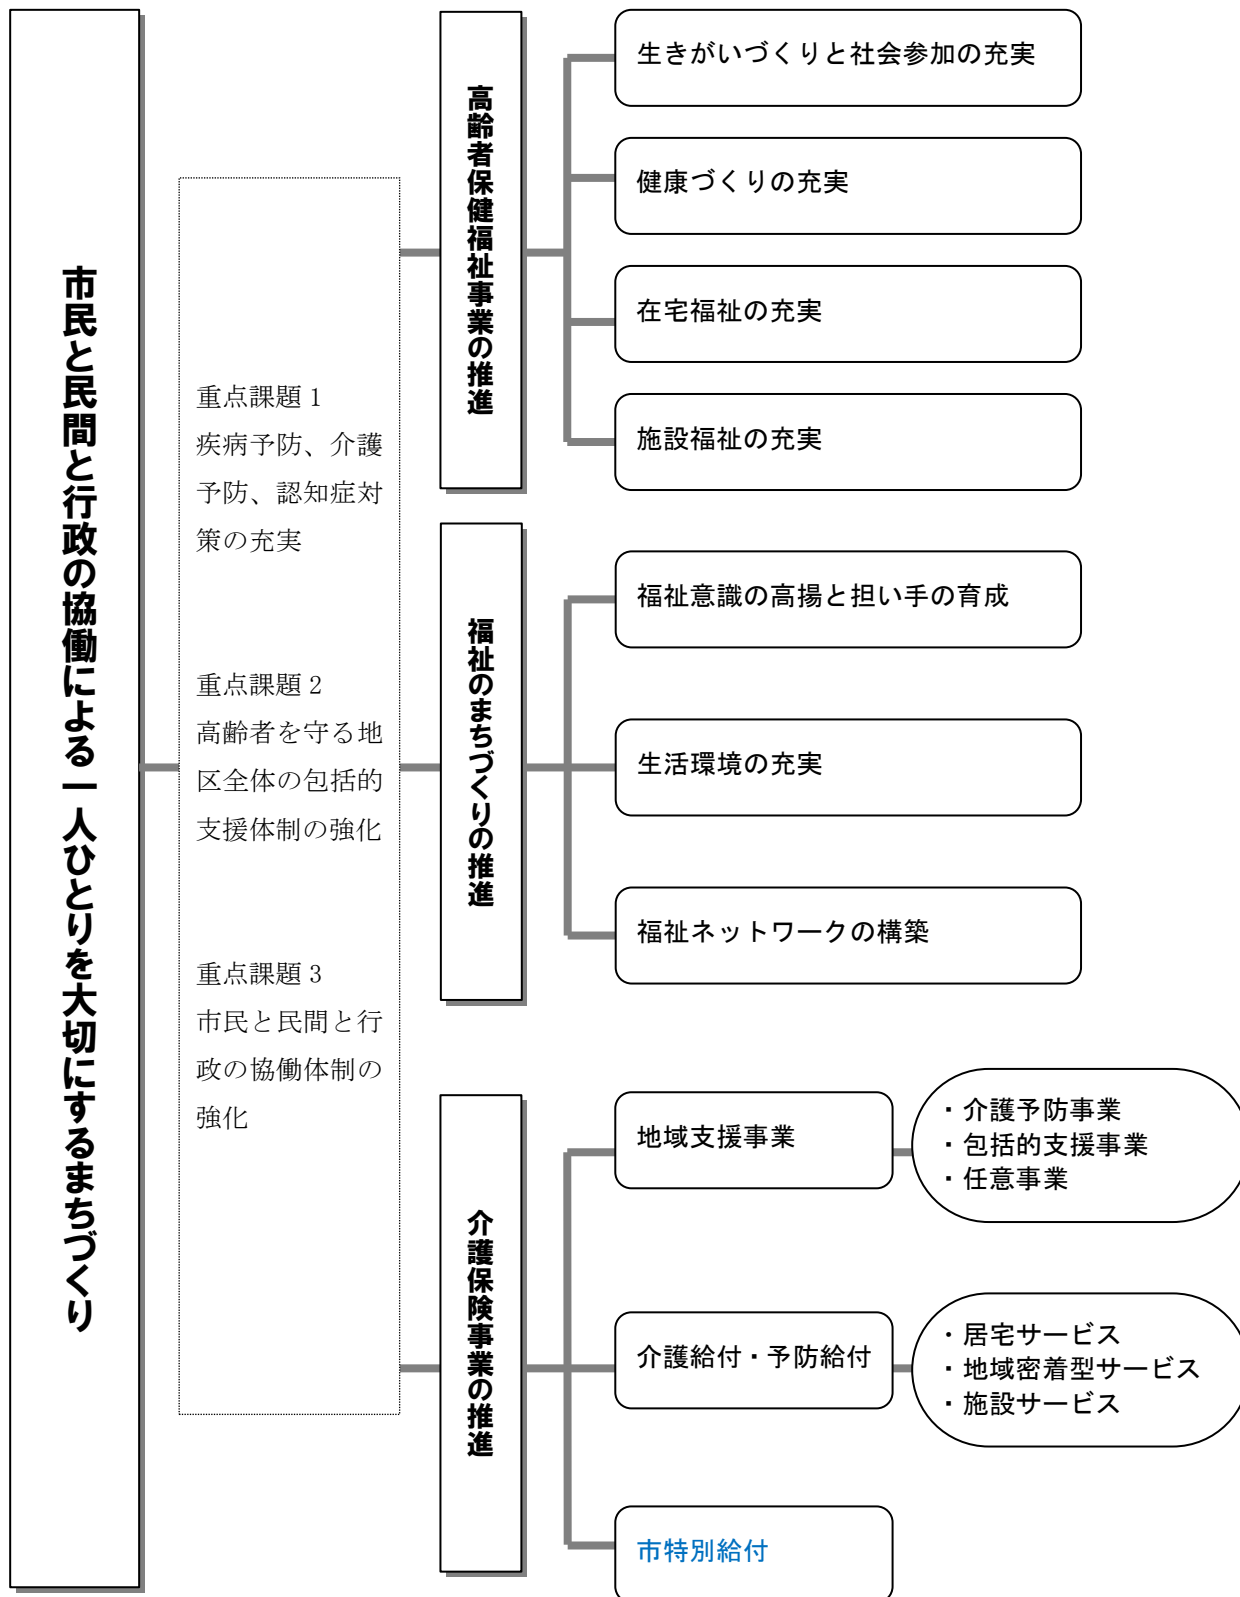 市民と民間と行政の協働による一人ひとりを大切にするまちづくり
重点課題 1
疾病予防、介護
予防、認知症対
策の充実
重点課題 2
高齢者を守る地
区全体の包括的
支援体制の強化
重点課題 3
市民と民間と行
政の協働体制の
強化
高齢者保健福祉事業の推進
生きがいづくりと社会参加の充実
健康づくりの充実
在宅福祉の充実
施設福祉の充実
福祉のまちづくりの推進
福祉意識の高揚と担い手の育成
生活環境の充実
福祉ネットワークの構築
介護保険事業の推進
地域支援事業
・介護予防事業
・包括的支援事業
・任意事業
介護給付・予防給付
・居宅サービス
・地域密着型サービス
・施設サービス
市特別給付